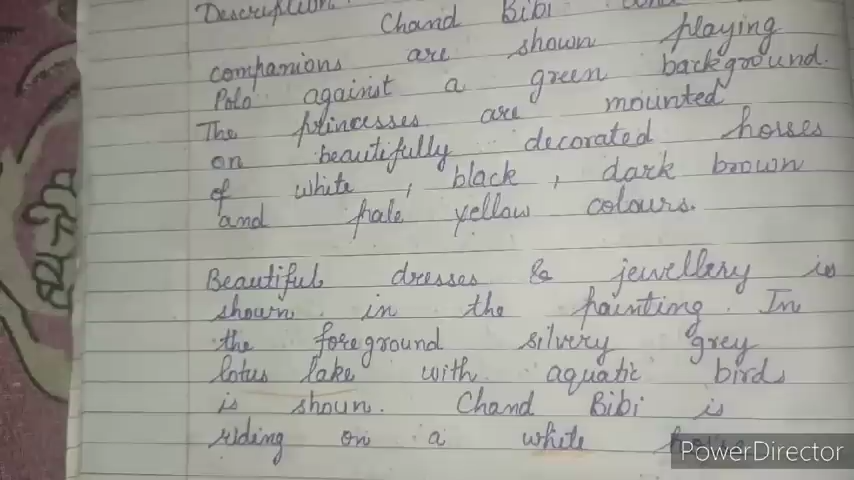 Description
Chand Bibi and
companions are shown playing
Polo against a green background.
The princesses are mounted
on beautifully decorated horses
of white, black, dark brown
and pale yellow colours.
Beautiful dresses & jewellery is
shown in the painting. In
the foreground silvery grey
lotus lake with aquatic birds
is shown. Chand Bibi is
riding on a white
PowerDirector